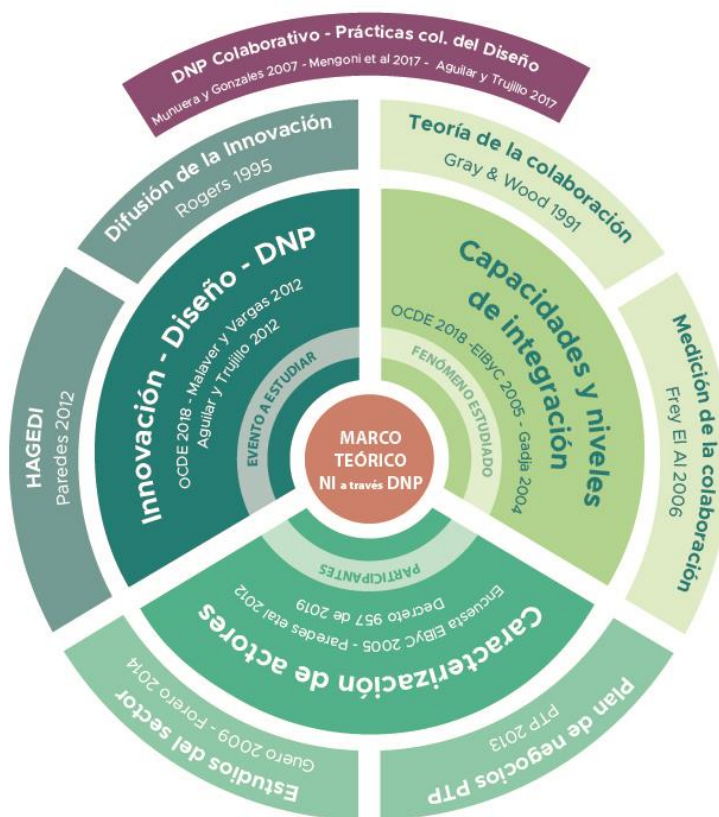 DNP Colaborativo - Prácticas col. del Diseño
Munuera y Gonzales 2007 - Mengoni et al 2017 - Aguilar y Trujillo 2017
Difusión de la Innovación
Rogers 1995
Teoría de la colaboración
Gray & Wood 1991
HAGEDI
Paredes 2012
Innovación - Diseño - DNP
OCDE 2018 - Malaver y Vargas 2012
Aguilar y Trujillo 2012
EVENTO A ESTUDIAR
Capacidades y niveles
de integración
OCDE 2018 -EIByC 2005 - Gadja 2004
FENÓMENO ESTUDIADO
Medición de la colaboración
Frey El Al 2006
MARCO
TEÓRICO
NI a través DNP
PARTICIPANTES
Encuesta EIByC 2005 - Paredes etal 2012
Decreto 957 de 2019
Caracterización de actores
Estudios del sector
Guero 2009 - Forero 2014
Plan de negocios PTP
PTP 2013